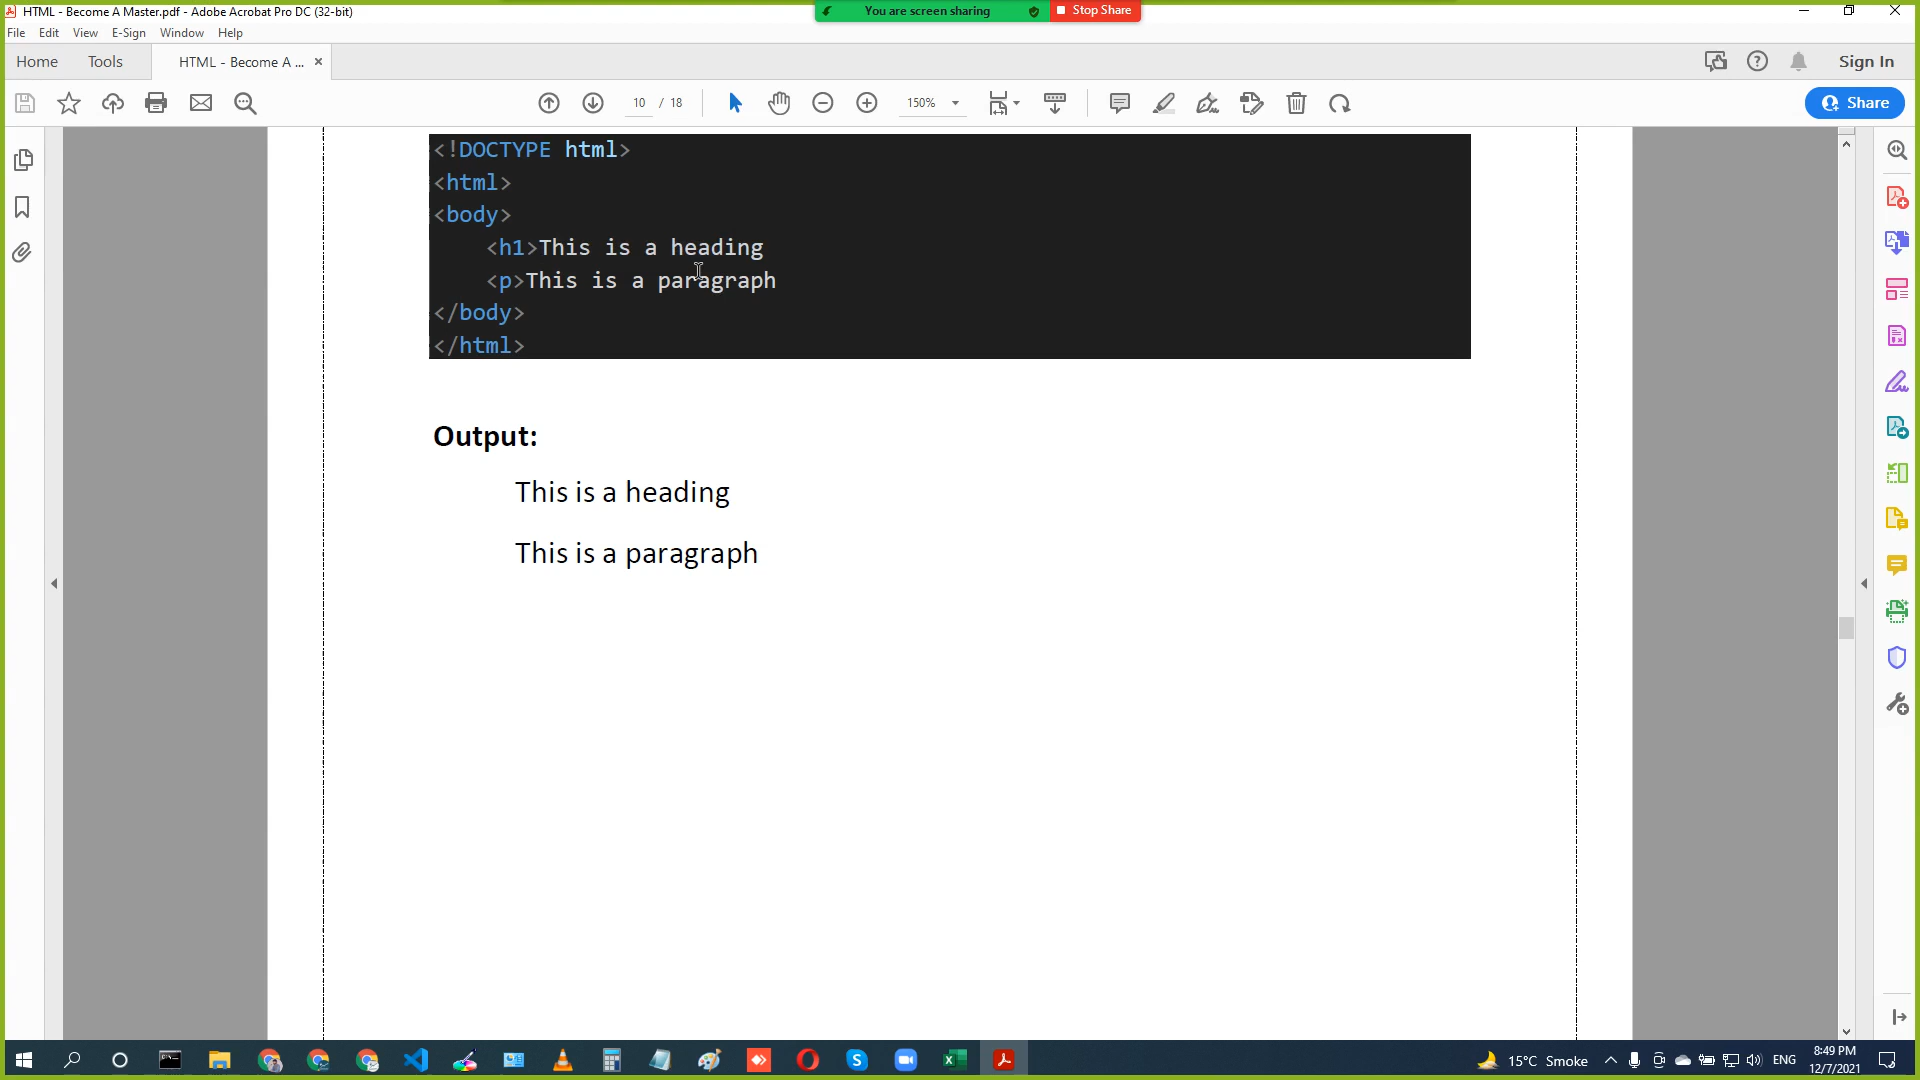 HTML - Become A Master.pdf - Adobe Acrobat Pro DC (32-bit)
You are screen sharing
Stop Share
File Edit View E-Sign Window Help
Home Tools HTML - Become A ... ×
Sign In
10 / 18
150%
Share
<!DOCTYPE html>
<html>
<body>
<h1>This is a heading
<p>This is a paragraph
</body>
</html>
Output:
This is a heading
This is a paragraph
15°C Smoke
ENG
8:49 PM
12/7/2021